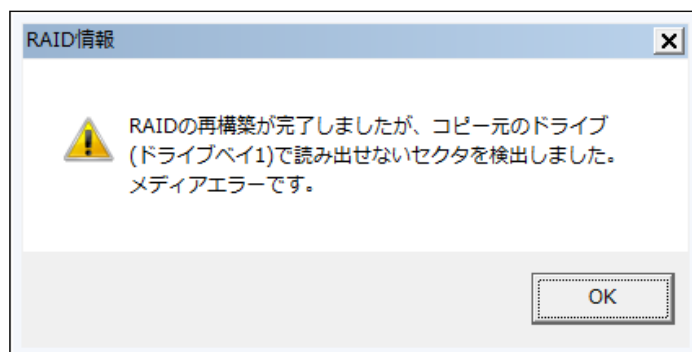 RAID情報
RAIDの再構築が完了しましたが、コピー元のドライブ
(ドライブベイ1)で読み出せないセクタを検出しました。
メディアエラーです。
OK